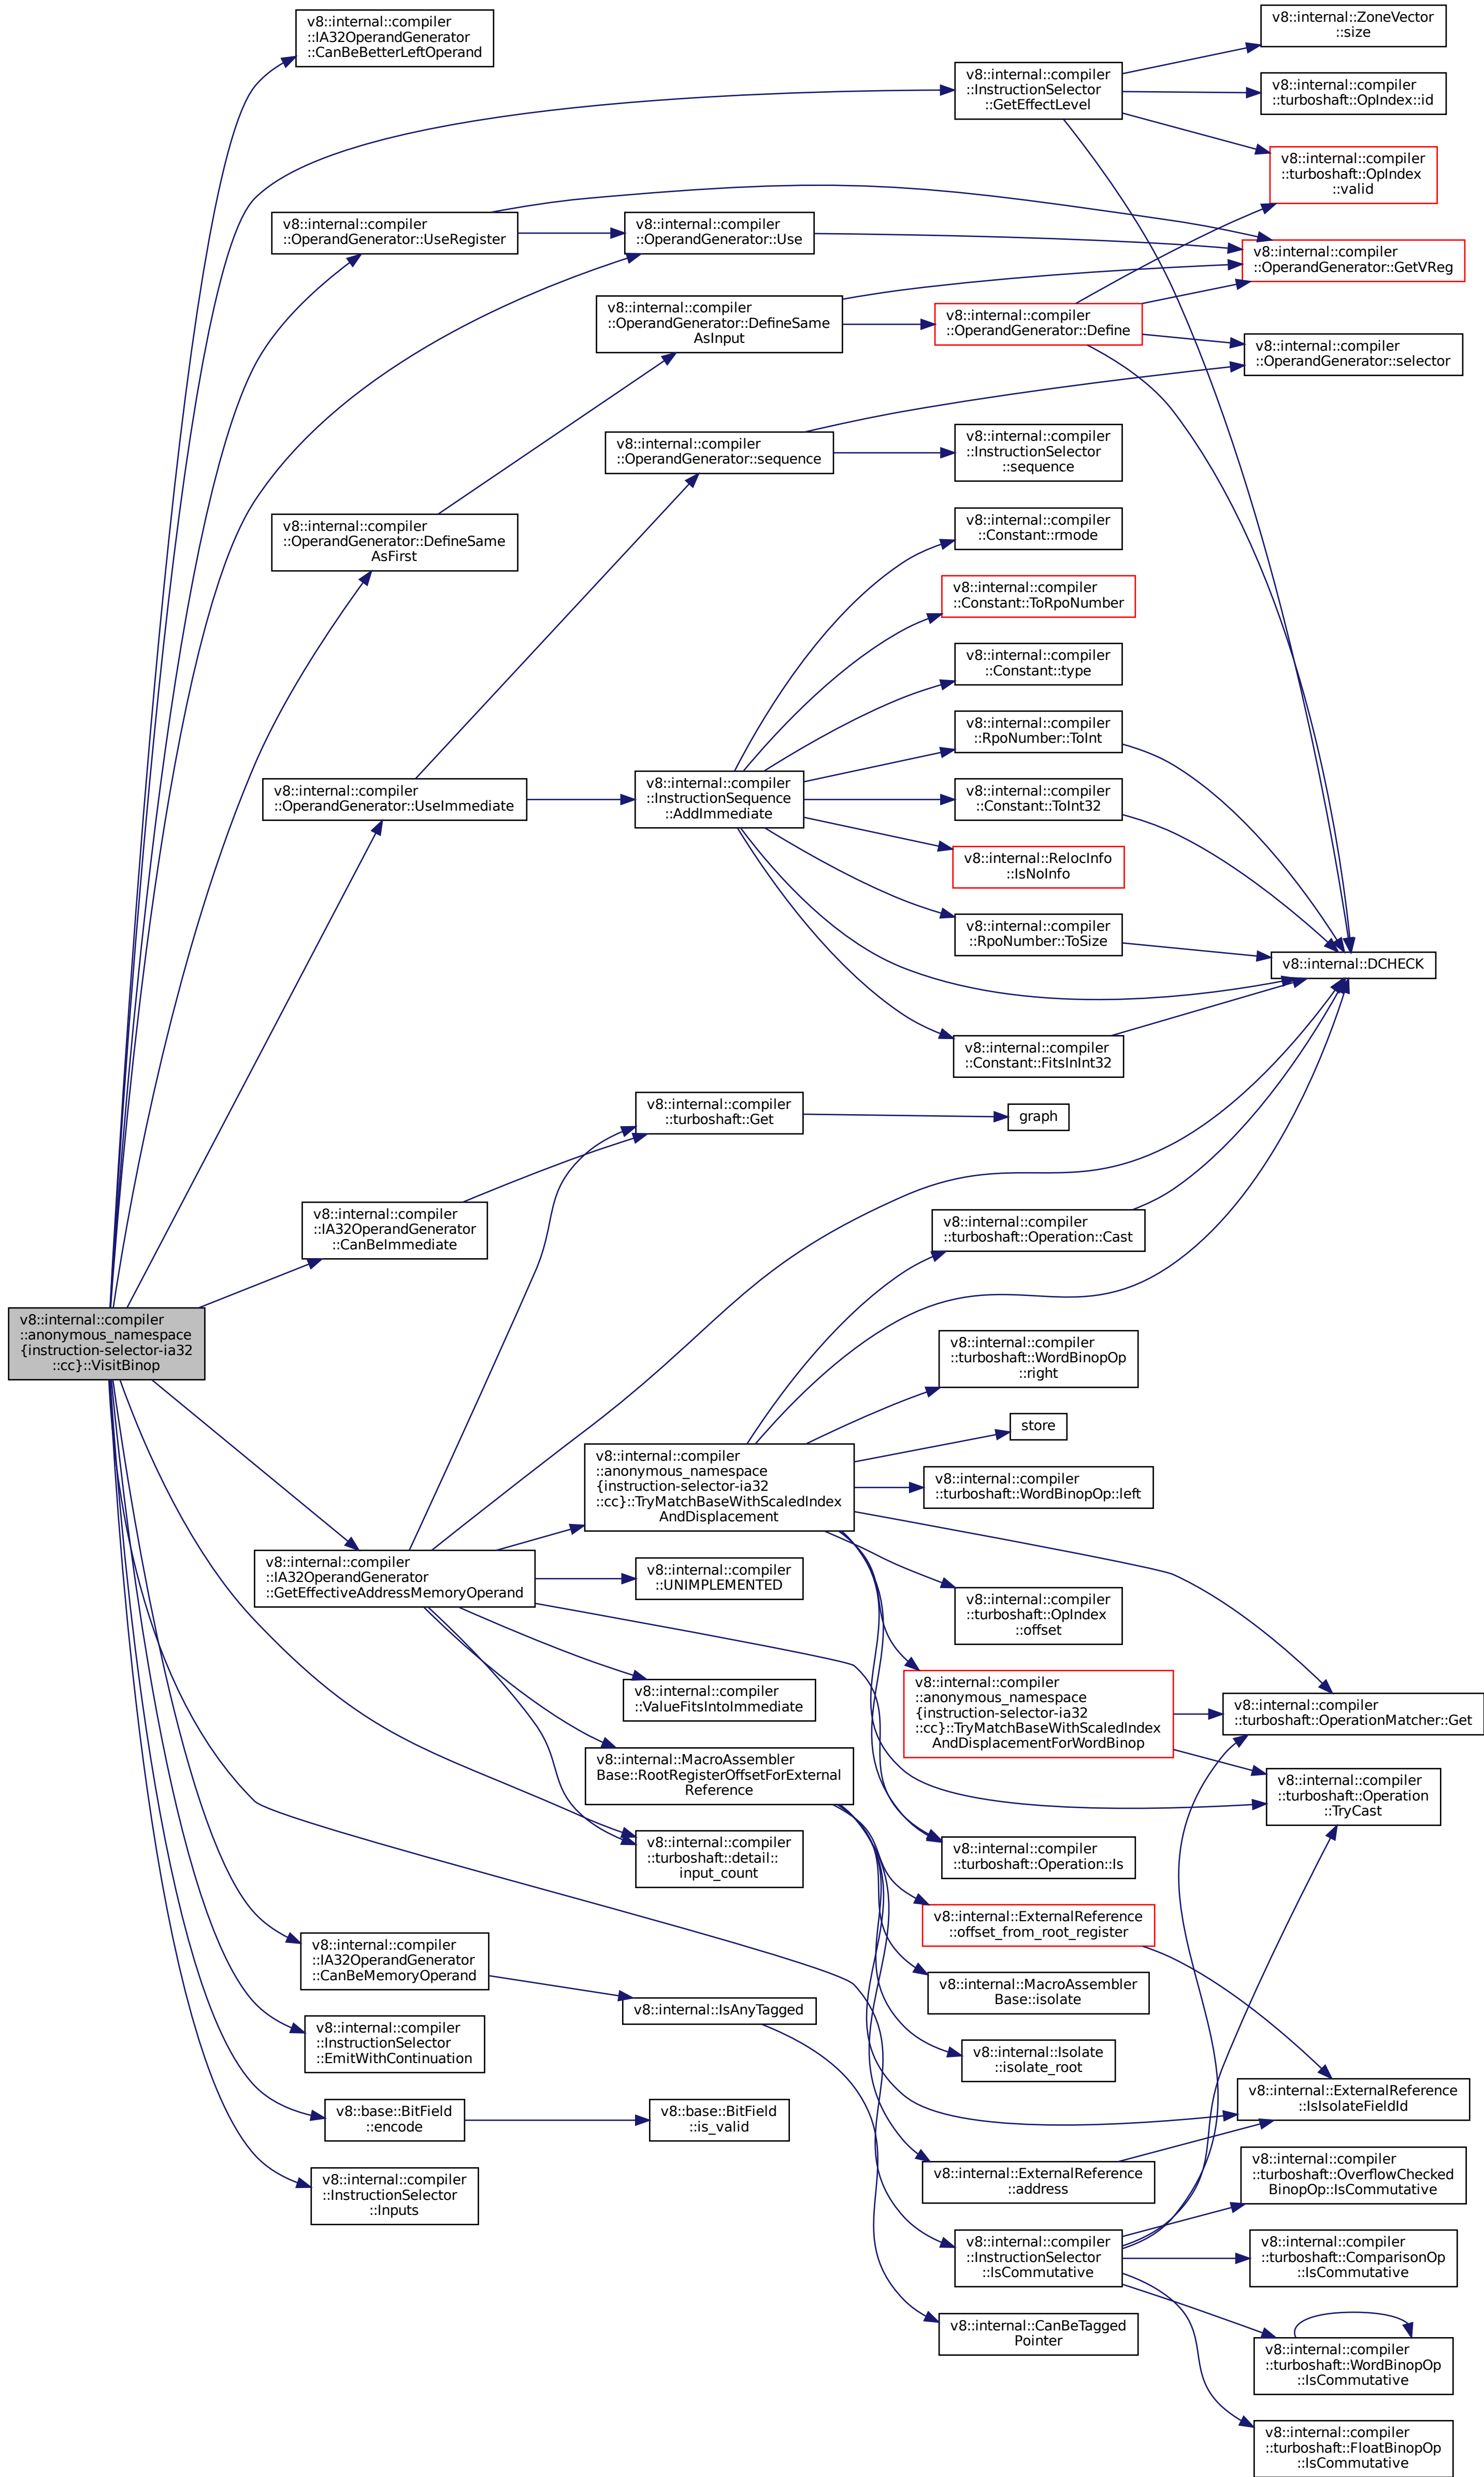 v8::internal::compiler
::IA32OperandGenerator
::CanBeBetterLeftOperand
v8::internal::ZoneVector
::size
v8::internal::compiler
::InstructionSelector
::GetEffectLevel
v8::internal::compiler
::turboshaft::OpIndex::id
v8::internal::compiler
::turboshaft::OpIndex
::valid
v8::internal::compiler
::OperandGenerator::UseRegister
v8::internal::compiler
::OperandGenerator::Use
v8::internal::compiler
::OperandGenerator::GetVReg
v8::internal::compiler
::OperandGenerator::DefineSame
AsInput
v8::internal::compiler
::OperandGenerator::Define
v8::internal::compiler
::OperandGenerator::selector
v8::internal::compiler
::OperandGenerator::sequence
v8::internal::compiler
::InstructionSelector
::sequence
v8::internal::compiler
::OperandGenerator::DefineSame
AsFirst
v8::internal::compiler
::Constant::rmode
v8::internal::compiler
::Constant::ToRpoNumber
v8::internal::compiler
::Constant::type
v8::internal::compiler
::RpoNumber::ToInt
v8::internal::compiler
::OperandGenerator::UseImmediate
v8::internal::compiler
::InstructionSequence
::AddImmediate
v8::internal::compiler
::Constant::ToInt32
v8::internal::RelocInfo
::IsNoInfo
v8::internal::compiler
::RpoNumber::ToSize
v8::internal::DCHECK
v8::internal::compiler
::Constant::FitsInInt32
v8::internal::compiler
::turboshaft::Get
graph
v8::internal::compiler
::IA32OperandGenerator
::CanBeImmediate
v8::internal::compiler
::turboshaft::Operation::Cast
v8::internal::compiler
::anonymous_namespace
{instruction-selector-ia32
::cc}::VisitBinop
v8::internal::compiler
::turboshaft::WordBinopOp
::right
store
v8::internal::compiler
::anonymous_namespace
{instruction-selector-ia32
::cc}::TryMatchBaseWithScaledIndex
AndDisplacement
v8::internal::compiler
::turboshaft::WordBinopOp::left
v8::internal::compiler
::IA32OperandGenerator
::GetEffectiveAddressMemoryOperand
v8::internal::compiler
::UNIMPLEMENTED
v8::internal::compiler
::turboshaft::OpIndex
::offset
v8::internal::compiler
::ValueFitsIntoImmediate
v8::internal::compiler
::anonymous_namespace
{instruction-selector-ia32
::cc}::TryMatchBaseWithScaledIndex
AndDisplacementForWordBinop
v8::internal::compiler
::turboshaft::OperationMatcher::Get
v8::internal::MacroAssembler
Base::RootRegisterOffsetForExternal
Reference
v8::internal::compiler
::turboshaft::Operation
::TryCast
v8::internal::compiler
::turboshaft::detail::
input_count
v8::internal::compiler
::turboshaft::Operation::Is
v8::internal::ExternalReference
::offset_from_root_register
v8::internal::compiler
::IA32OperandGenerator
::CanBeMemoryOperand
v8::internal::MacroAssembler
Base::isolate
v8::internal::IsAnyTagged
v8::internal::compiler
::InstructionSelector
::EmitWithContinuation
v8::internal::Isolate
::isolate_root
v8::internal::ExternalReference
::IsIsolateFieldId
v8::base::BitField
::encode
v8::base::BitField
::is_valid
v8::internal::compiler
::InstructionSelector
::Inputs
v8::internal::ExternalReference
::address
v8::internal::compiler
::turboshaft::OverflowChecked
BinopOp::IsCommutative
v8::internal::compiler
::InstructionSelector
::IsCommutative
v8::internal::compiler
::turboshaft::ComparisonOp
::IsCommutative
v8::internal::CanBeTagged
Pointer
v8::internal::compiler
::turboshaft::WordBinopOp
::IsCommutative
v8::internal::compiler
::turboshaft::FloatBinopOp
::IsCommutative